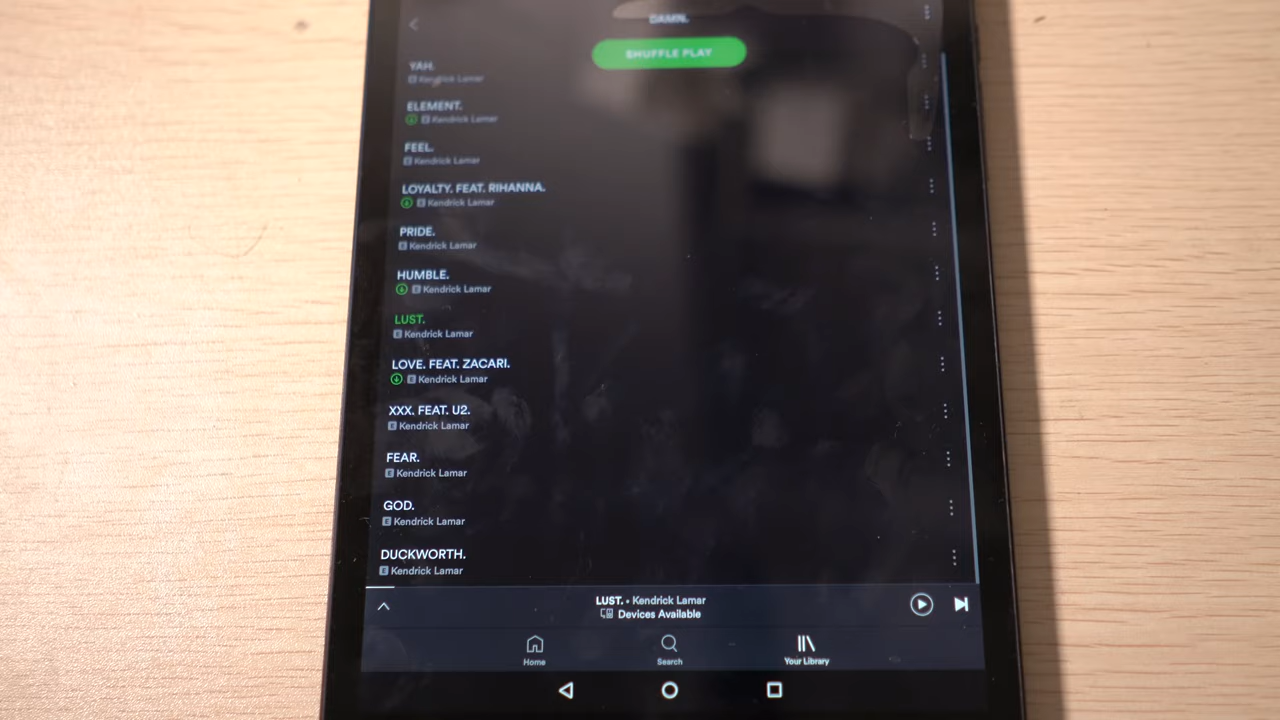 DAMN.
SHUFFLE PLAY
YAH.
E Kendrick Lamar
ELEMENT.
E Kendrick Lamar
FEEL.
E Kendrick Lamar
LOYALTY. FEAT. RIHANNA.
E Kendrick Lamar
PRIDE.
E Kendrick Lamar
HUMBLE.
E Kendrick Lamar
LUST.
E Kendrick Lamar
LOVE. FEAT. ZACARI.
E Kendrick Lamar
XXX. FEAT. U2.
E Kendrick Lamar
FEAR.
E Kendrick Lamar
GOD.
E Kendrick Lamar
DUCKWORTH.
E Kendrick Lamar
LUST. • Kendrick Lamar
Devices Available
Home Search Your Library